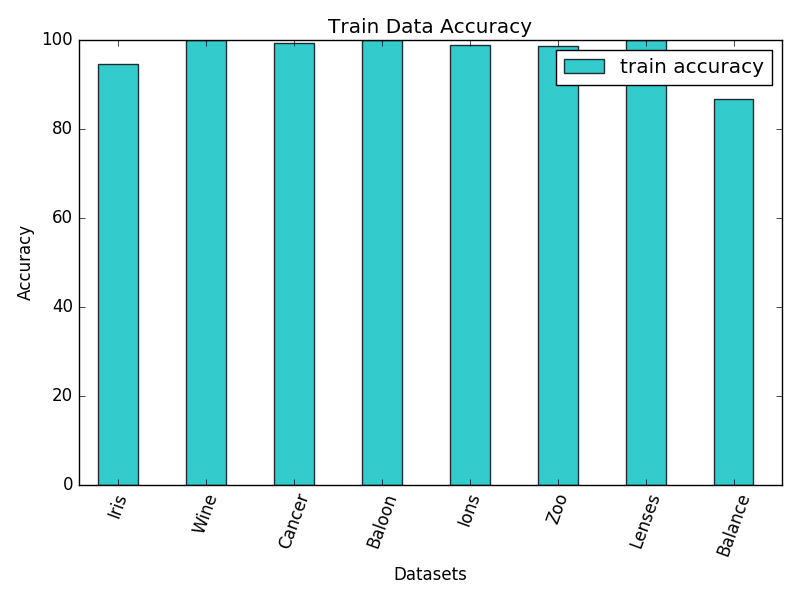 Train Data Accuracy
train accuracy
Accuracy
100
80
60
40
20
0
Iris
Wine
Cancer
Baloon
Ions
Zoo
Lenses
Balance
Datasets